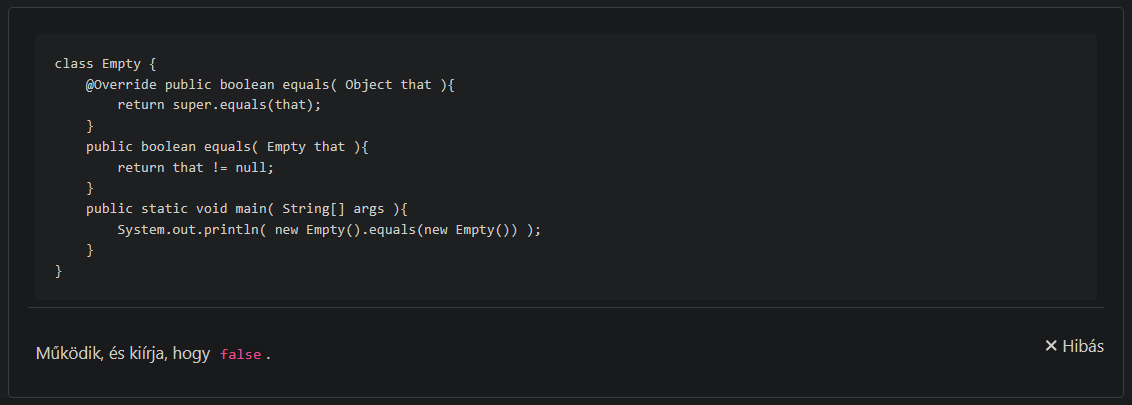 class Empty {
    @Override public boolean equals( Object that ){
        return super.equals(that);
    }
    public boolean equals( Empty that ){
        return that != null;
    }
    public static void main( String[] args ){
        System.out.println( new Empty().equals(new Empty()) );
    }
}
Működik, és kiírja, hogy false.
✕ Hibás